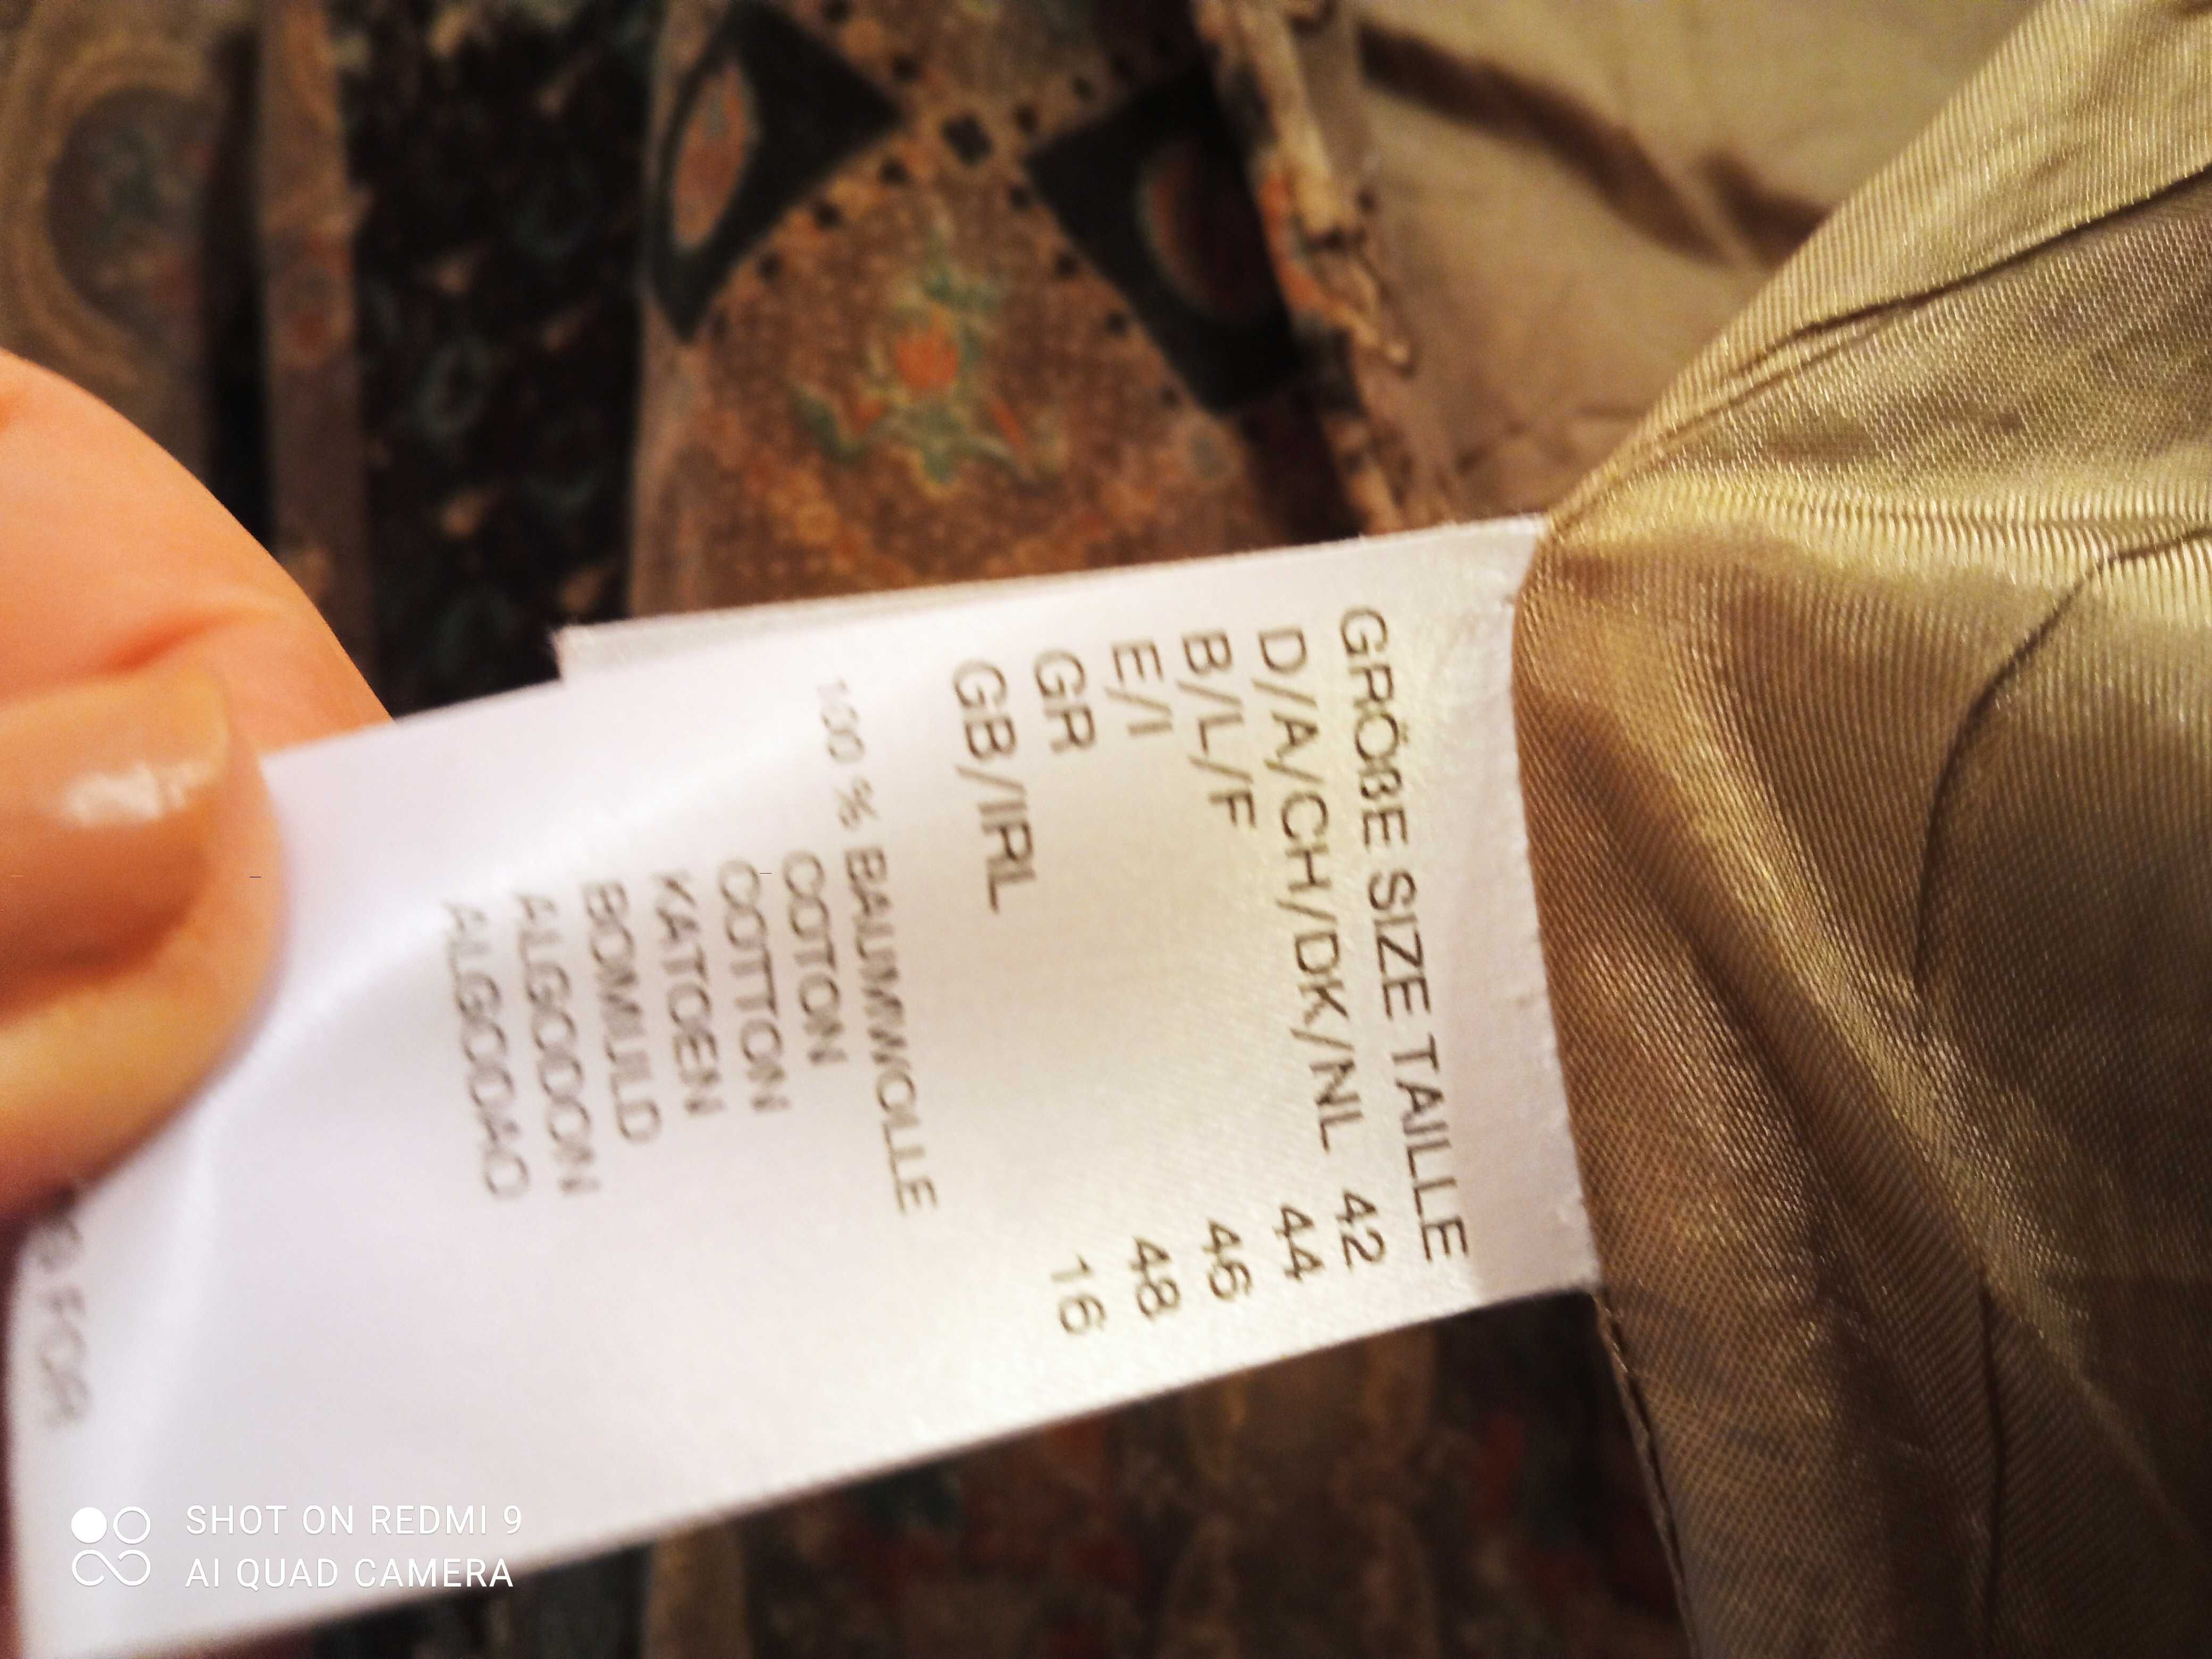 GRÖßE SIZE TAILLE
D/A/CH/DK/NL 42
B/L/F 44
E/I 46
GR 48
GB/IRL 16
100 % BAUMWOLLE
COTON
COTTON
KATOEN
BOMULD
ALGODON
ALGODAO
FOR
SHOT ON REDMI 9
AI QUAD CAMERA